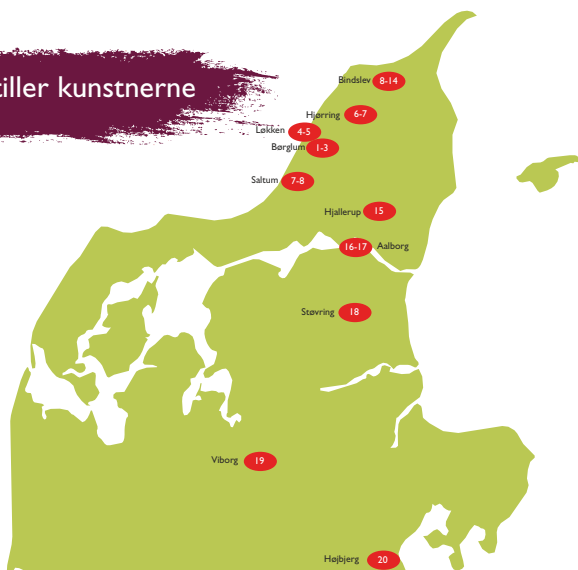 iller kunstnerne
Bindslev 8-14
Hjørring 6-7
Løkken 4-5
Børglum 1-3
Saltum 7-8
Hjallerup 15
16-17 Aalborg
Støvring 18
Viborg 19
Højbjerg 20